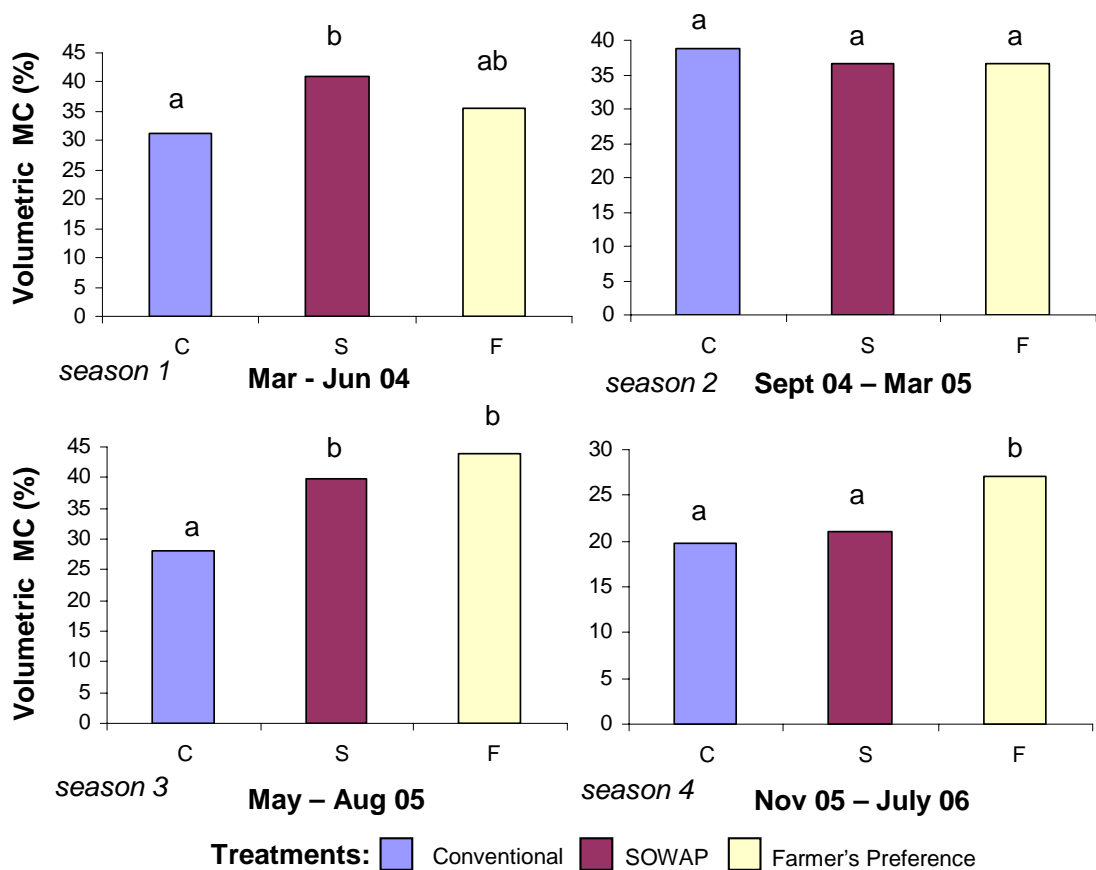 Volumetric MC (%)
45
40
35
30
25
20
15
10
5
0
a
b
ab
C S F
season 1 Mar - Jun 04
40
35
30
25
20
15
10
5
0
a
a
a
C S F
season 2 Sept 04 – Mar 05
Volumetric MC (%)
45
40
35
30
25
20
15
10
5
0
a
b
b
C S F
season 3 May – Aug 05
30
25
20
15
10
5
0
a
a
b
C S F
season 4 Nov 05 – July 06
Treatments: Conventional SOWAP Farmer's Preference